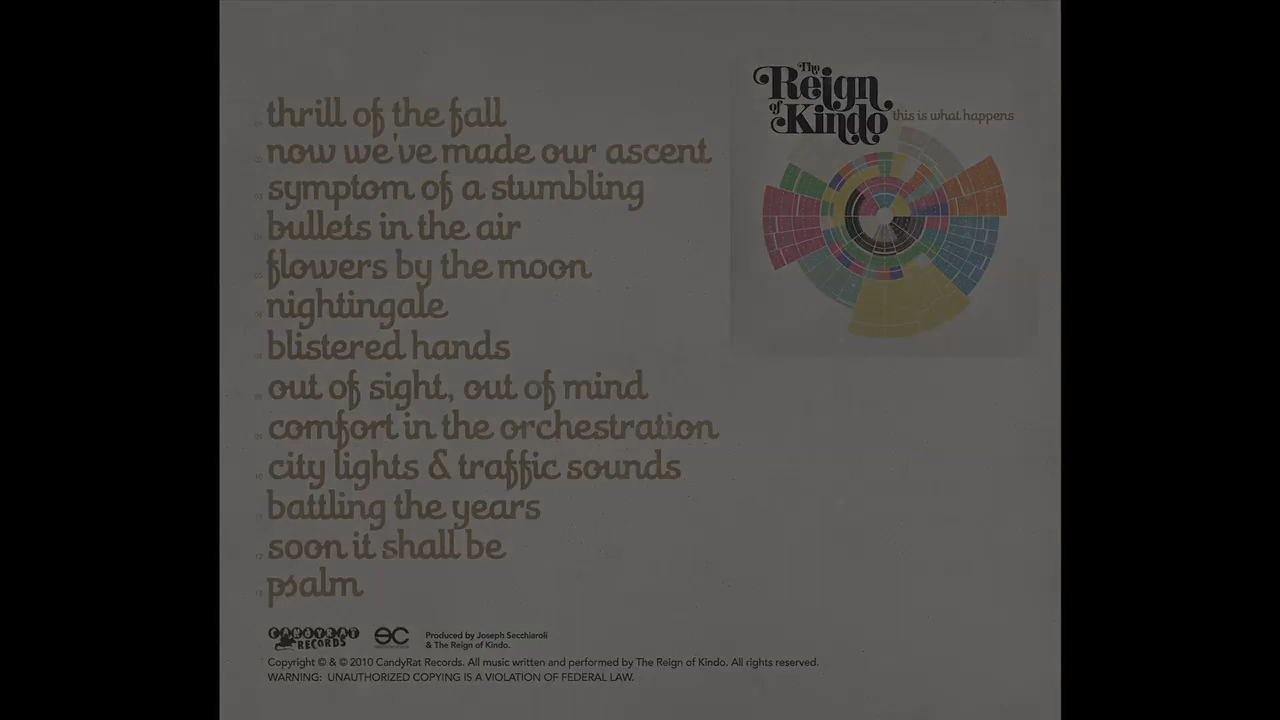 thrill of the fall
now we've made our ascent
symptom of a stumbling
bullets in the air
flowers by the moon
nightingale
blistered hands
out of sight, out of mind
comfort in the orchestration
city lights & traffic sounds
battling the years
soon it shall be
psalm
The
Reign
of
Kindo
this is what happens
CANDYRAT
RECORDS
Produced by Joseph Secchiaroli
& The Reign of Kindo.
Copyright © & © 2010 CandyRat Records. All music written and performed by The Reign of Kindo. All rights reserved.
WARNING: UNAUTHORIZED COPYING IS A VIOLATION OF FEDERAL LAW.